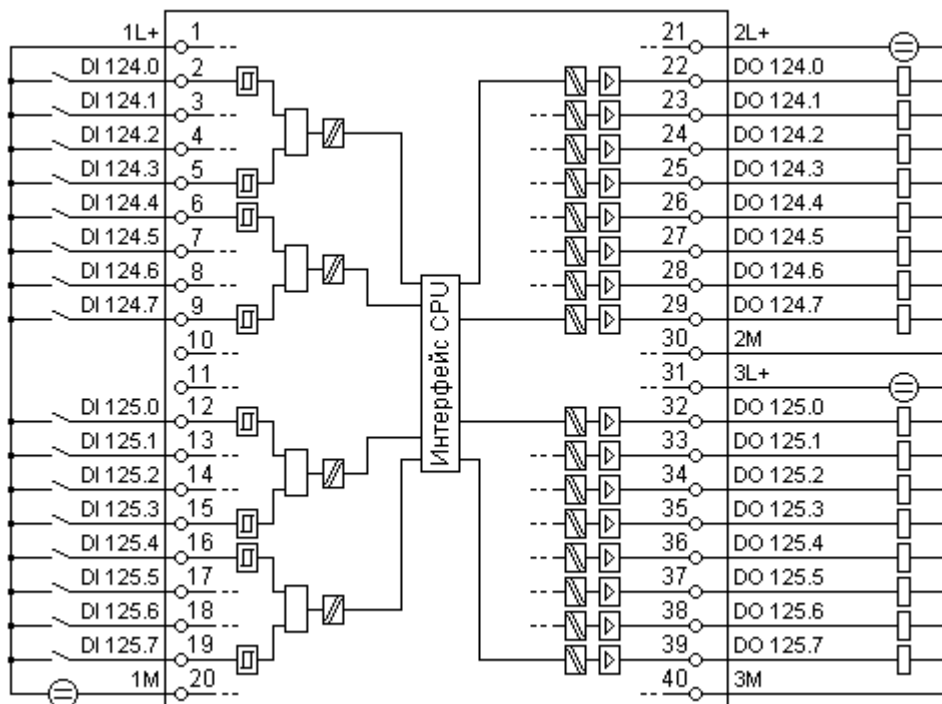 1L+ 1 21 2L+
DI 124.0 2 22 DO 124.0
DI 124.1 3 23 DO 124.1
DI 124.2 4 24 DO 124.2
DI 124.3 5 25 DO 124.3
DI 124.4 6 26 DO 124.4
DI 124.5 7 27 DO 124.5
DI 124.6 8 28 DO 124.6
DI 124.7 9 29 DO 124.7
10 30 2M
11 31 3L+
DI 125.0 12 32 DO 125.0
DI 125.1 13 33 DO 125.1
DI 125.2 14 34 DO 125.2
DI 125.3 15 35 DO 125.3
DI 125.4 16 36 DO 125.4
DI 125.5 17 37 DO 125.5
DI 125.6 18 38 DO 125.6
DI 125.7 19 39 DO 125.7
1M 20 40 3M
Интерфейс CPU